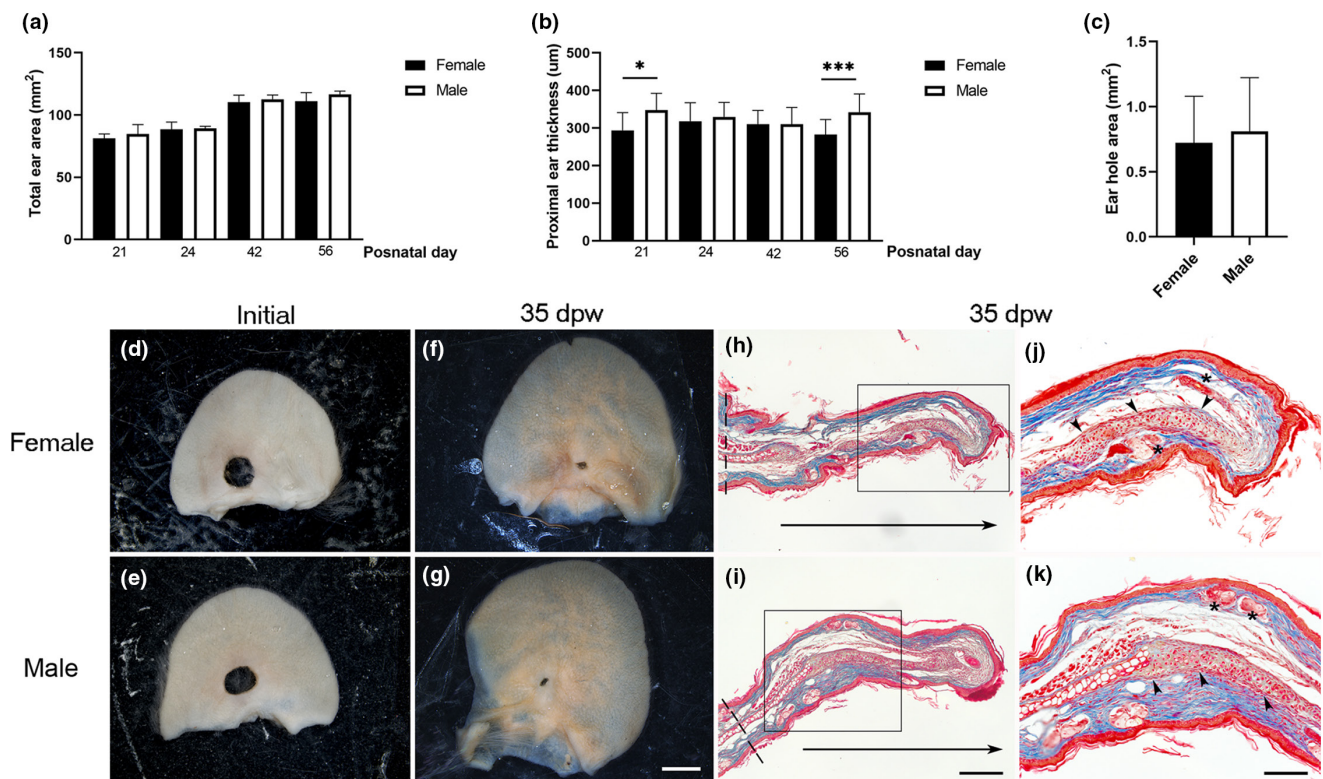 (a)
Total ear area (mm2)
150
100
50
0
21 24 42 56 Posnatal day
Female
Male
(b)
Proximal ear thickness (um)
500
400
300
200
100
0
* ***
21 24 42 56 Posnatal day
Female
Male
(c)
Ear hole area (mm2)
1.5
1.0
0.5
0.0
Female Male
Initial 35 dpw 35 dpw
Female
(d) (f) (h) (j)
* *
Male
(e) (g) (i) (k)
* *